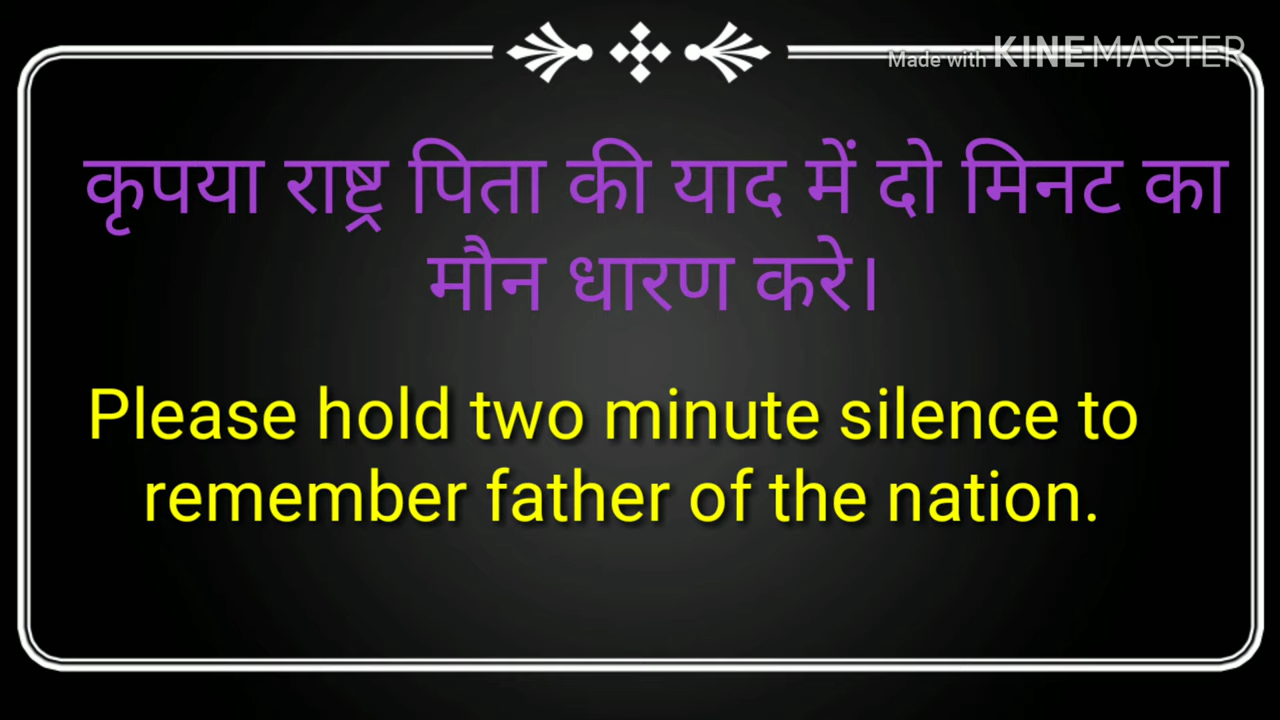 Made with KINEMASTER
कृपया राष्ट्र पिता की याद में दो मिनट का
मौन धारण करे।
Please hold two minute silence to
remember father of the nation.